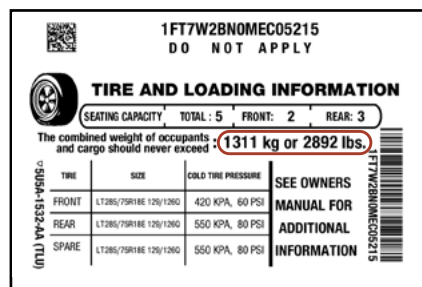 1FT7W2BN0MEC05215
DO NOT APPLY
TIRE AND LOADING INFORMATION
SEATING CAPACITY TOTAL : 5 FRONT: 2 REAR: 3
The combined weight of occupants
and cargo should never exceed : 1311 kg or 2892 lbs.
TIRE SIZE COLD TIRE PRESSURE
FRONT LT285/75R18E 129/126Q 420 KPA, 60 PSI
REAR LT285/75R18E 129/126Q 550 KPA, 80 PSI
SPARE LT285/75R18E 129/126Q 550 KPA, 80 PSI
SEE OWNERS
MANUAL FOR
ADDITIONAL
INFORMATION
▽5U5A-1532-AA (TLU)
1FT7W2BN0MEC05215